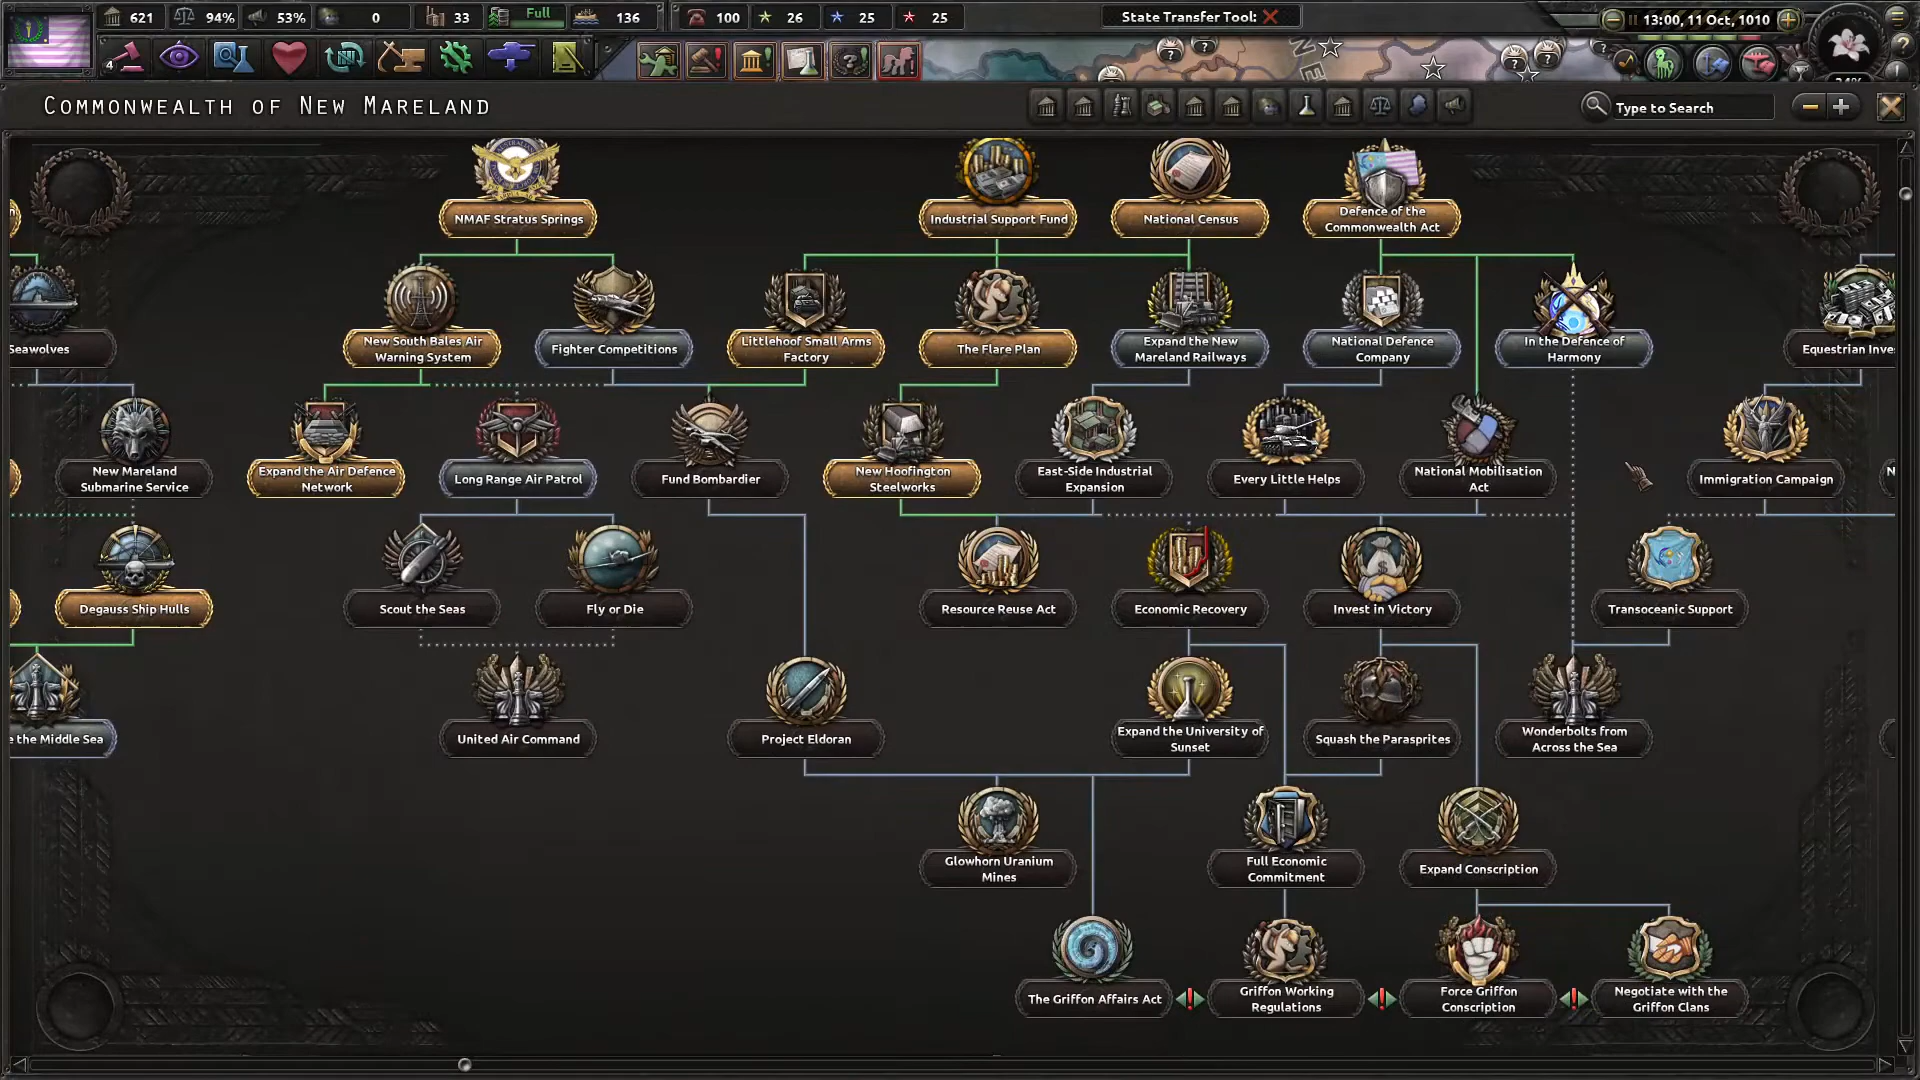 621
94%
53%
0
33
Full
136
100
26
25
25
State Transfer Tool:
13:00, 11 Oct, 1010
4
Commonwealth of New Mareland
Type to Search
NMAF Stratus Springs
Industrial Support Fund
National Census
Defence of the
Commonwealth Act
Seawolves
New South Bales Air
Warning System
Fighter Competitions
Littlehoof Small Arms
Factory
The Flare Plan
Expand the New
Mareland Railways
National Defence
Company
In the Defence of
Harmony
Equestrian Inve
New Mareland
Submarine Service
Expand the Air Defence
Network
Long Range Air Patrol
Fund Bombardier
New Hoofington
Steelworks
East-Side Industrial
Expansion
Every Little Helps
National Mobilisation
Act
Immigration Campaign
Degauss Ship Hulls
Scout the Seas
Fly or Die
Resource Reuse Act
Economic Recovery
Invest in Victory
Transoceanic Support
e the Middle Sea
United Air Command
Project Eldoran
Expand the University of
Sunset
Squash the Parasprites
Wonderbolts from
Across the Sea
Glowhorn Uranium
Mines
Full Economic
Commitment
Expand Conscription
The Griffon Affairs Act
Griffon Working
Regulations
Force Griffon
Conscription
Negotiate with the
Griffon Clans